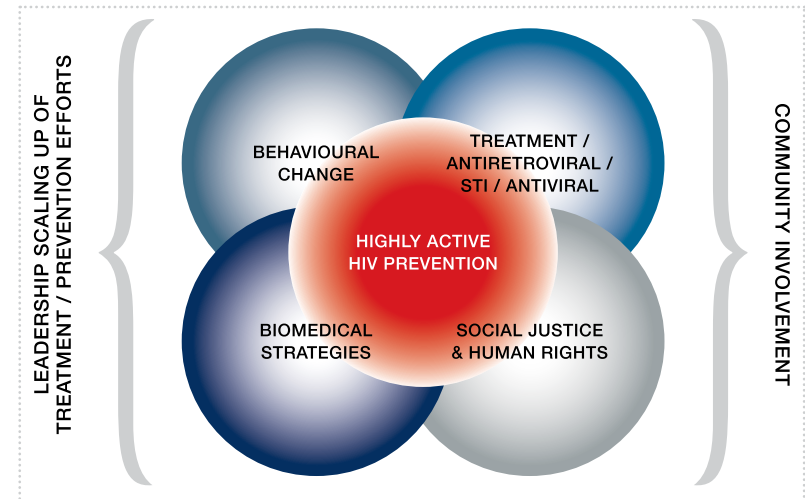 LEADERSHIP SCALING UP OF
TREATMENT / PREVENTION EFFORTS
BEHAVIOURAL
CHANGE
TREATMENT /
ANTIRETROVIRAL /
STI / ANTIVIRAL
HIGHLY ACTIVE
HIV PREVENTION
BIOMEDICAL
STRATEGIES
SOCIAL JUSTICE
& HUMAN RIGHTS
COMMUNITY INVOLVEMENT